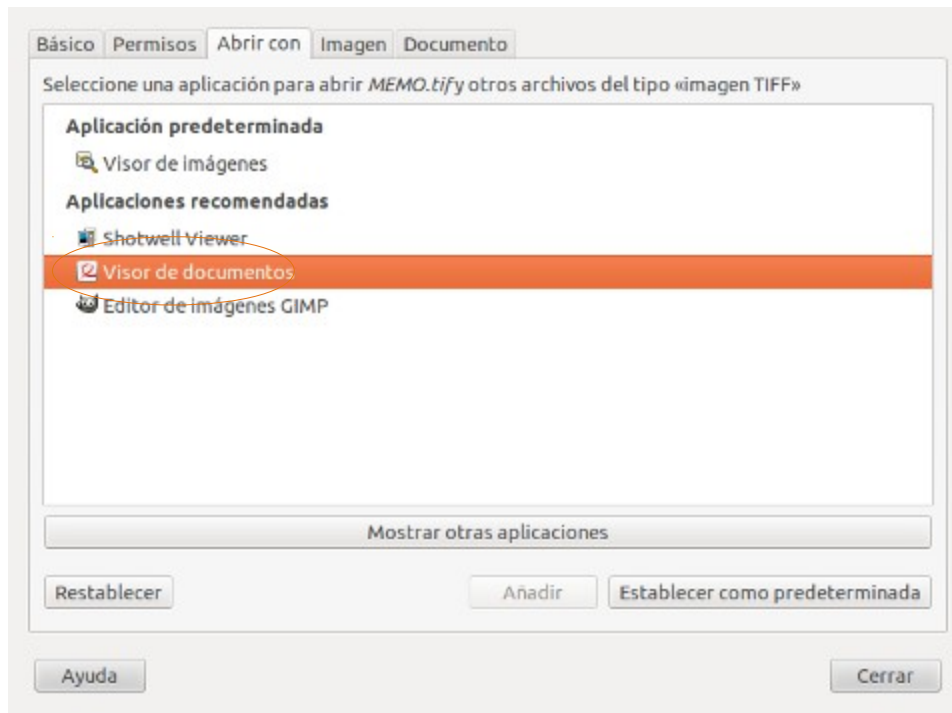 Básico Permisos Abrir con Imagen Documento
Seleccione una aplicación para abrir MEMO.tif y otros archivos del tipo «imagen TIFF»
Aplicación predeterminada
Visor de imágenes
Aplicaciones recomendadas
Shotwell Viewer
Visor de documentos
Editor de imágenes GIMP
Mostrar otras aplicaciones
Restablecer Añadir Establecer como predeterminada
Ayuda Cerrar